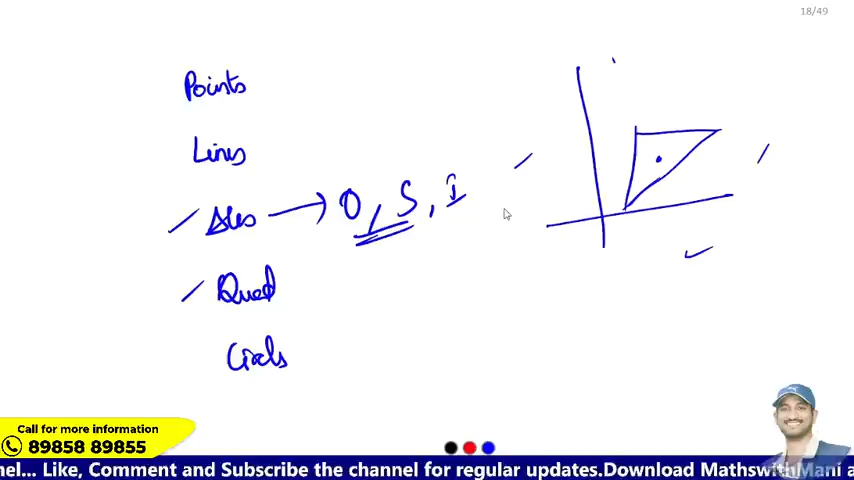 18/49
Points
Lines
Δles → O, S, I
Quad
Circls
Call for more information
89858 89855
nel... Like, Comment and Subscribe the channel for regular updates.Download MathswithMani a